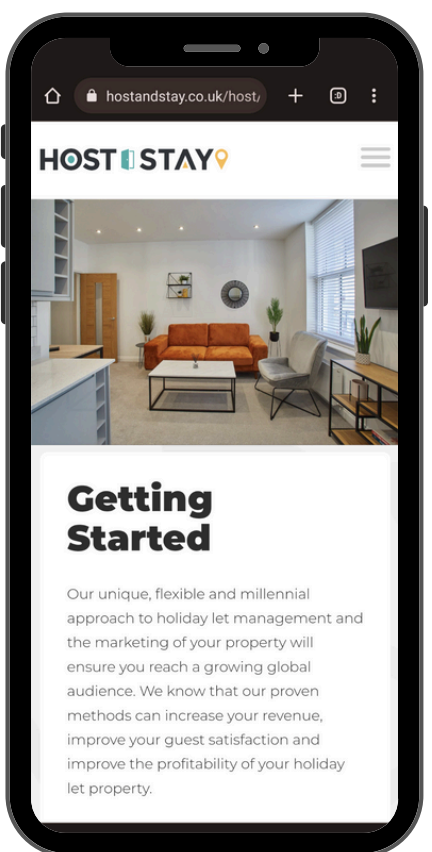 :D
hostandstay.co.uk/host/
HOST STAY
Getting
Started
Our unique, flexible and millennial
approach to holiday let management and
the marketing of your property will
ensure you reach a growing global
audience. We know that our proven
methods can increase your revenue,
improve your guest satisfaction and
improve the profitability of your holiday
let property.